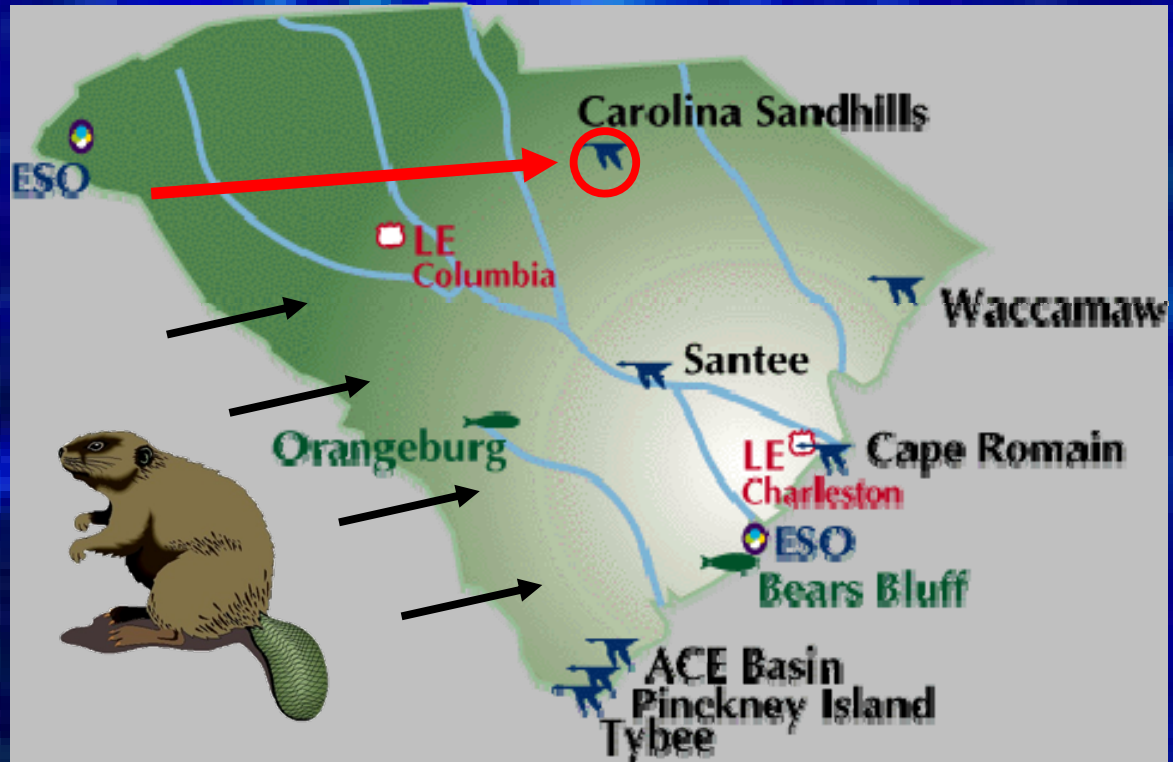 Carolina Sandhills
ESO
LE
Columbia
Waccamaw
Santee
Orangeburg
LE
Charleston
Cape Romain
ESO
Bears Bluff
ACE Basin
Pinckney Island
Tybee